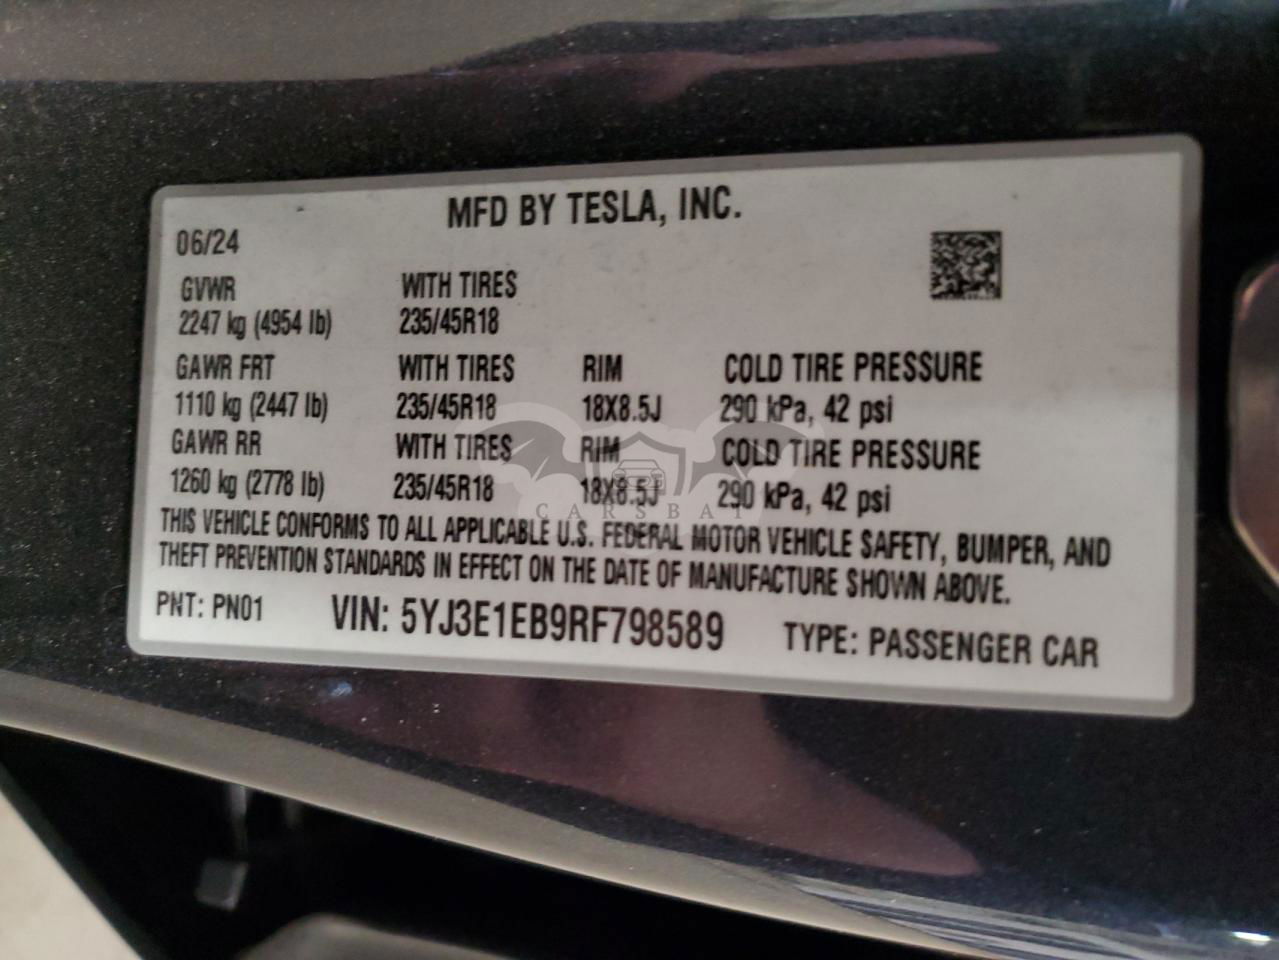 MFD BY TESLA, INC.
06/24
GVWR WITH TIRES
2247 kg (4954 lb) 235/45R18
GAWR FRT WITH TIRES RIM COLD TIRE PRESSURE
1110 kg (2447 lb) 235/45R18 18X8.5J 290 kPa, 42 psi
GAWR RR WITH TIRES RIM COLD TIRE PRESSURE
1260 kg (2778 lb) 235/45R18 18X8.5J 290 kPa, 42 psi
CARSBAT
THIS VEHICLE CONFORMS TO ALL APPLICABLE U.S. FEDERAL MOTOR VEHICLE SAFETY, BUMPER, AND
THEFT PREVENTION STANDARDS IN EFFECT ON THE DATE OF MANUFACTURE SHOWN ABOVE.
PNT: PN01 VIN: 5YJ3E1EB9RF798589 TYPE: PASSENGER CAR